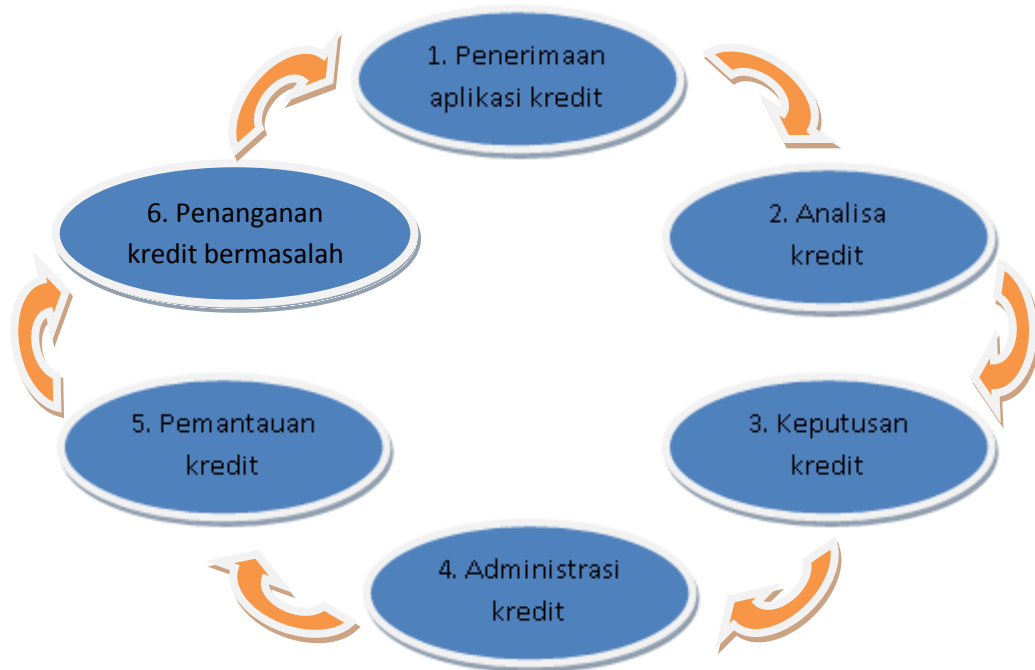 1. Penerimaan
aplikasi kredit
2. Analisa
kredit
3. Keputusan
kredit
4. Administrasi
kredit
5. Pemantauan
kredit
6. Penanganan
kredit bermasalah